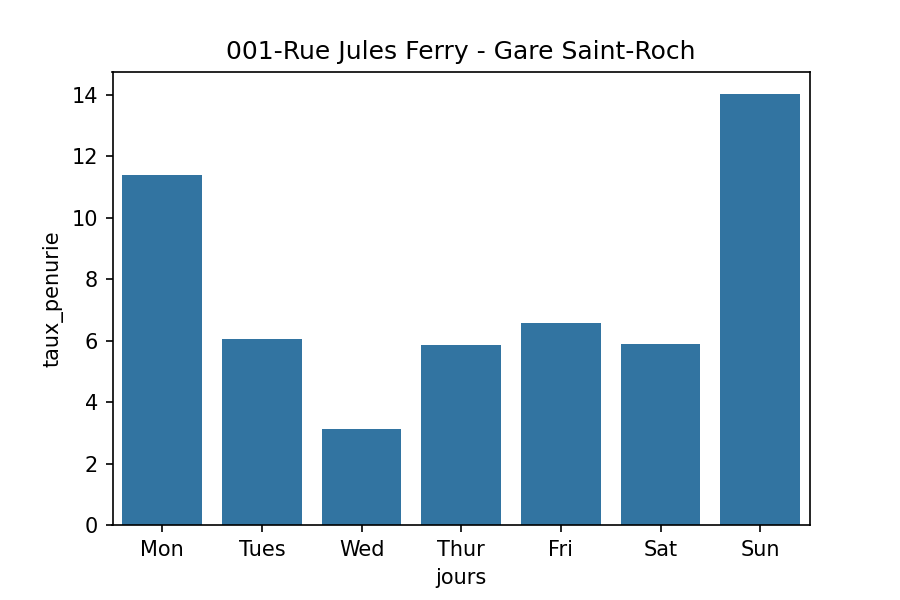 001-Rue Jules Ferry - Gare Saint-Roch
14
12
10
8
6
4
2
0
taux_penurie
Mon Tues Wed Thur Fri Sat Sun
jours